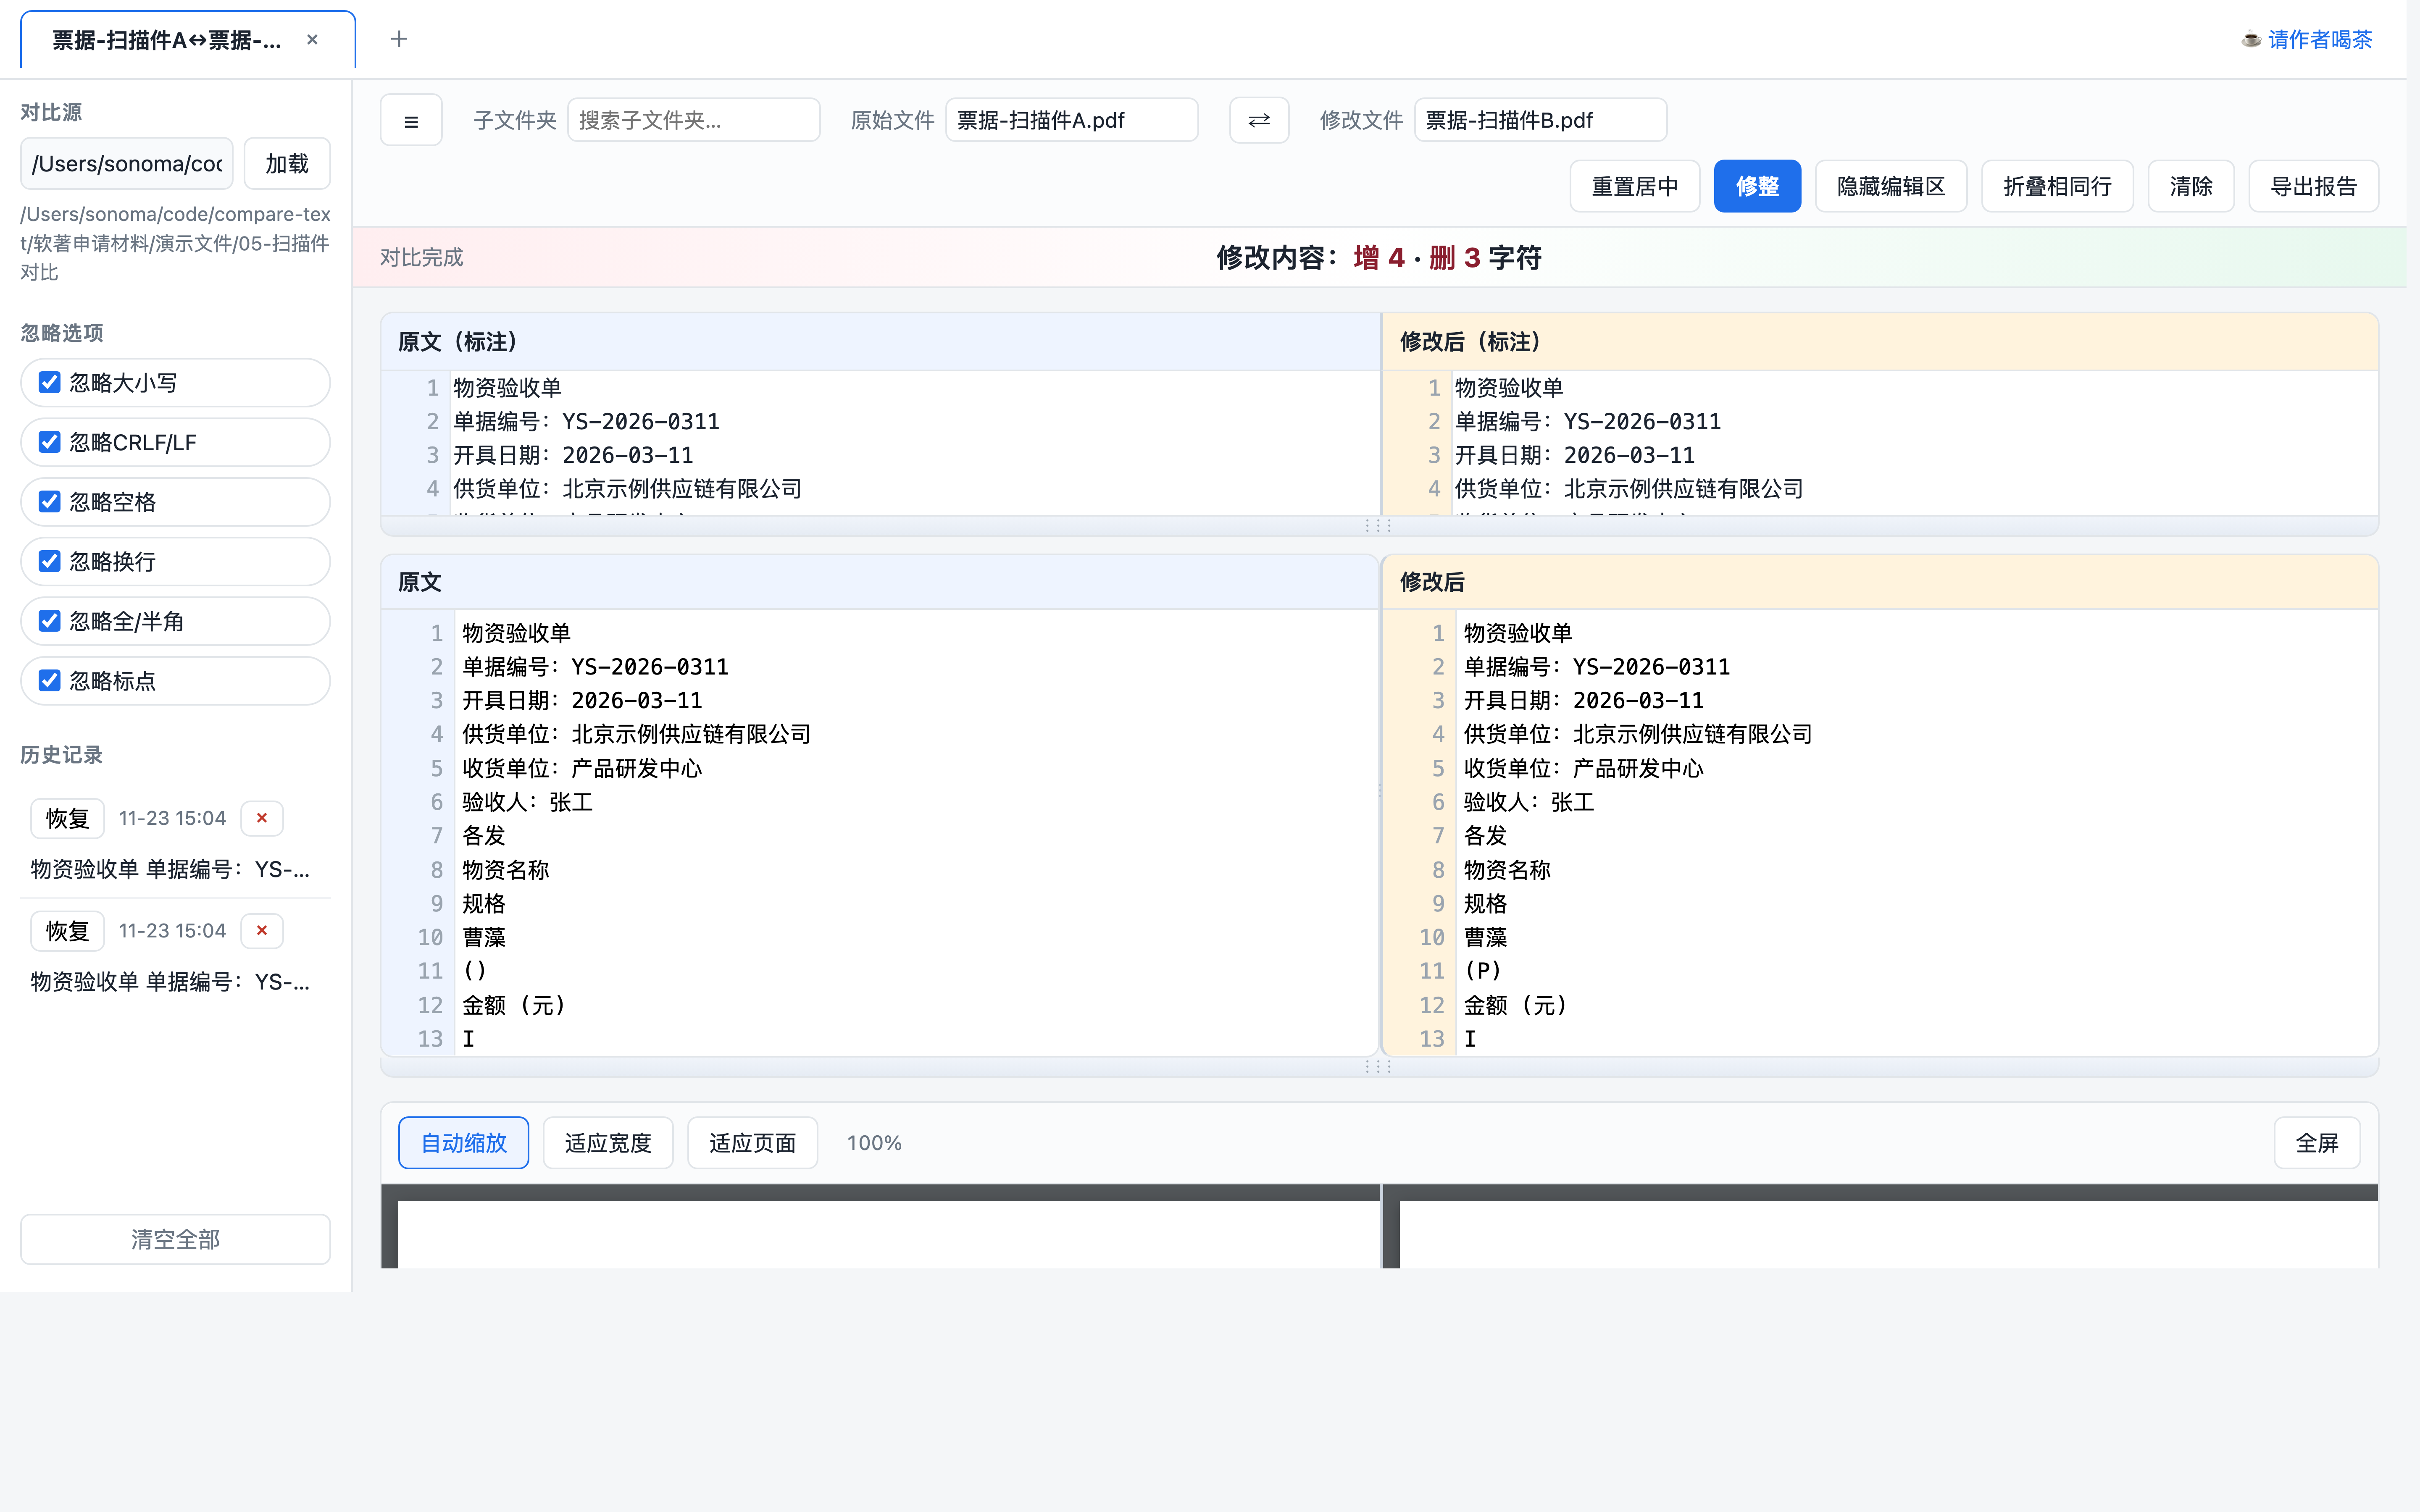 票据-扫描件A↔票据-... × +
☕ 请作者喝茶
对比源
/Users/sonoma/coc 加载
/Users/sonoma/code/compare-tex
t/软著申请材料/演示文件/05-扫描件
对比
忽略选项
忽略大小写
忽略CRLF/LF
忽略空格
忽略换行
忽略全/半角
忽略标点
历史记录
恢复 11-23 15:04 ×
物资验收单 单据编号：YS-...
恢复 11-23 15:04 ×
物资验收单 单据编号：YS-...
清空全部
≡ 子文件夹 搜索子文件夹... 原始文件 票据-扫描件A.pdf ⇄ 修改文件 票据-扫描件B.pdf
重置居中 修整 隐藏编辑区 折叠相同行 清除 导出报告
对比完成 修改内容：增 4 · 删 3 字符
原文（标注）
1 物资验收单
2 单据编号：YS-2026-0311
3 开具日期：2026-03-11
4 供货单位：北京示例供应链有限公司
修改后（标注）
1 物资验收单
2 单据编号：YS-2026-0311
3 开具日期：2026-03-11
4 供货单位：北京示例供应链有限公司
原文
1 物资验收单
2 单据编号：YS-2026-0311
3 开具日期：2026-03-11
4 供货单位：北京示例供应链有限公司
5 收货单位：产品研发中心
6 验收人：张工
7 各发
8 物资名称
9 规格
10 曹藻
11 ()
12 金额（元）
13 I
修改后
1 物资验收单
2 单据编号：YS-2026-0311
3 开具日期：2026-03-11
4 供货单位：北京示例供应链有限公司
5 收货单位：产品研发中心
6 验收人：张工
7 各发
8 物资名称
9 规格
10 曹藻
11 (P)
12 金额（元）
13 I
自动缩放 适应宽度 适应页面 100% 全屏